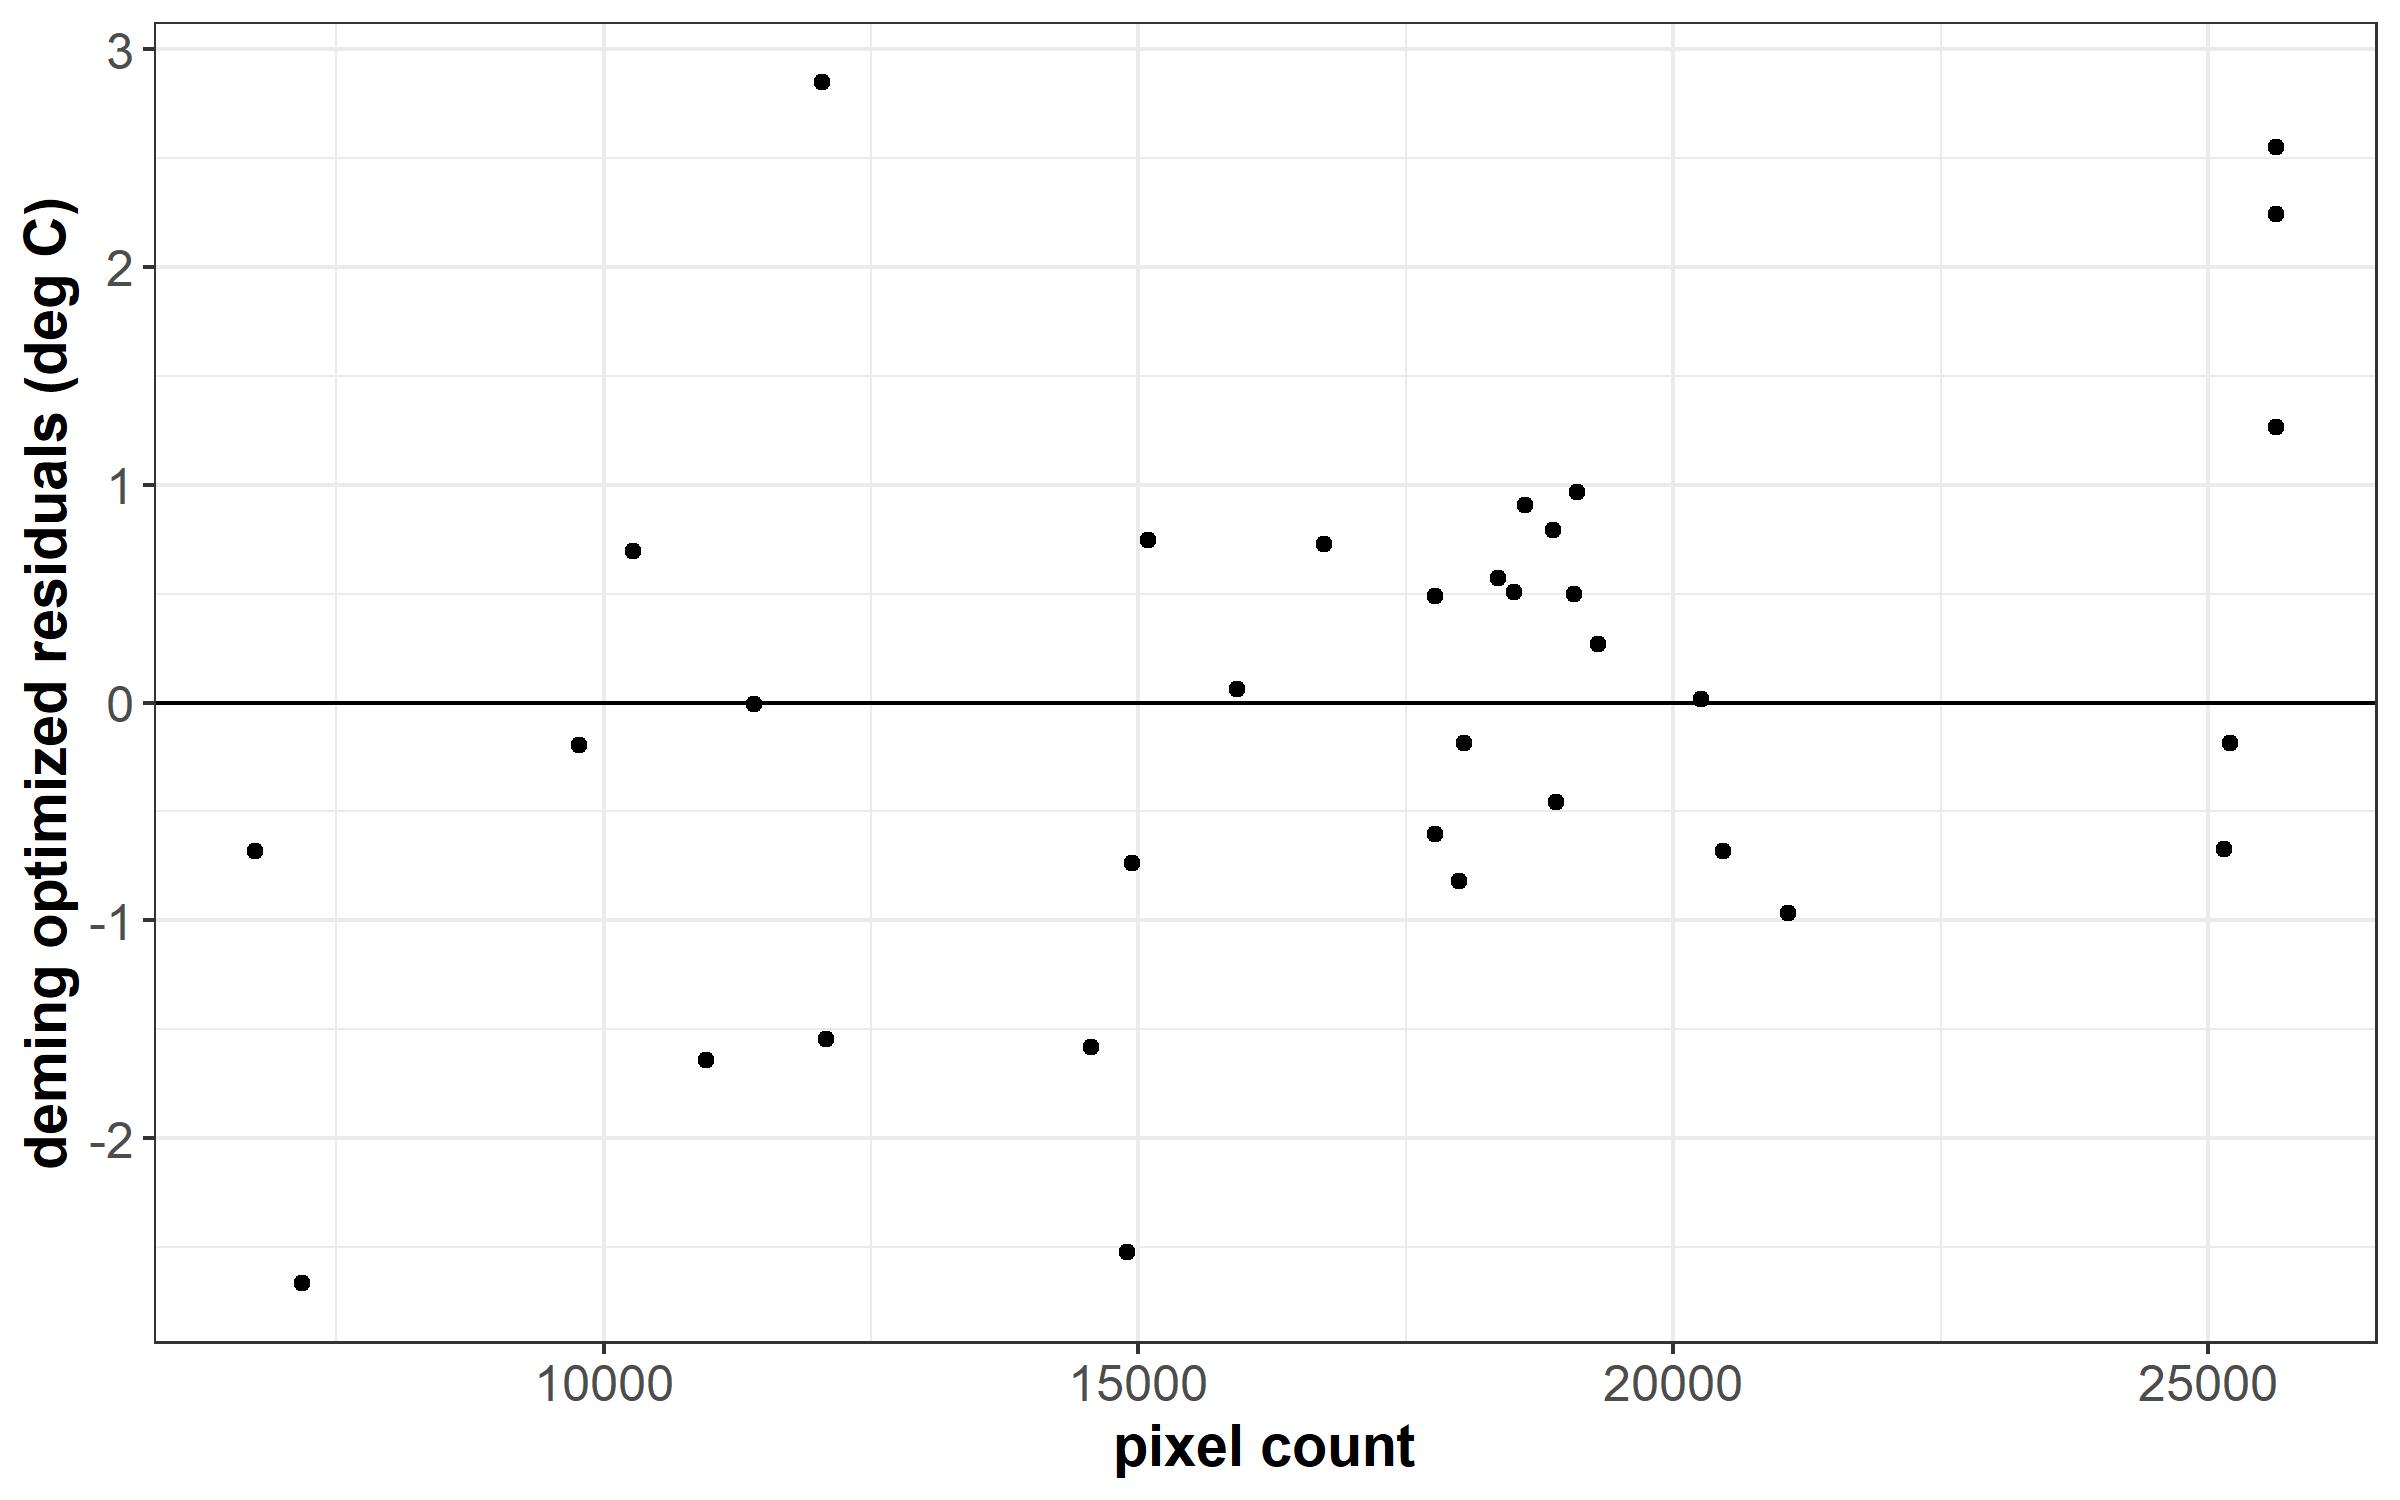 deming optimized residuals (deg C)
3
2
1
0
-1
-2
10000 15000 20000 25000
pixel count